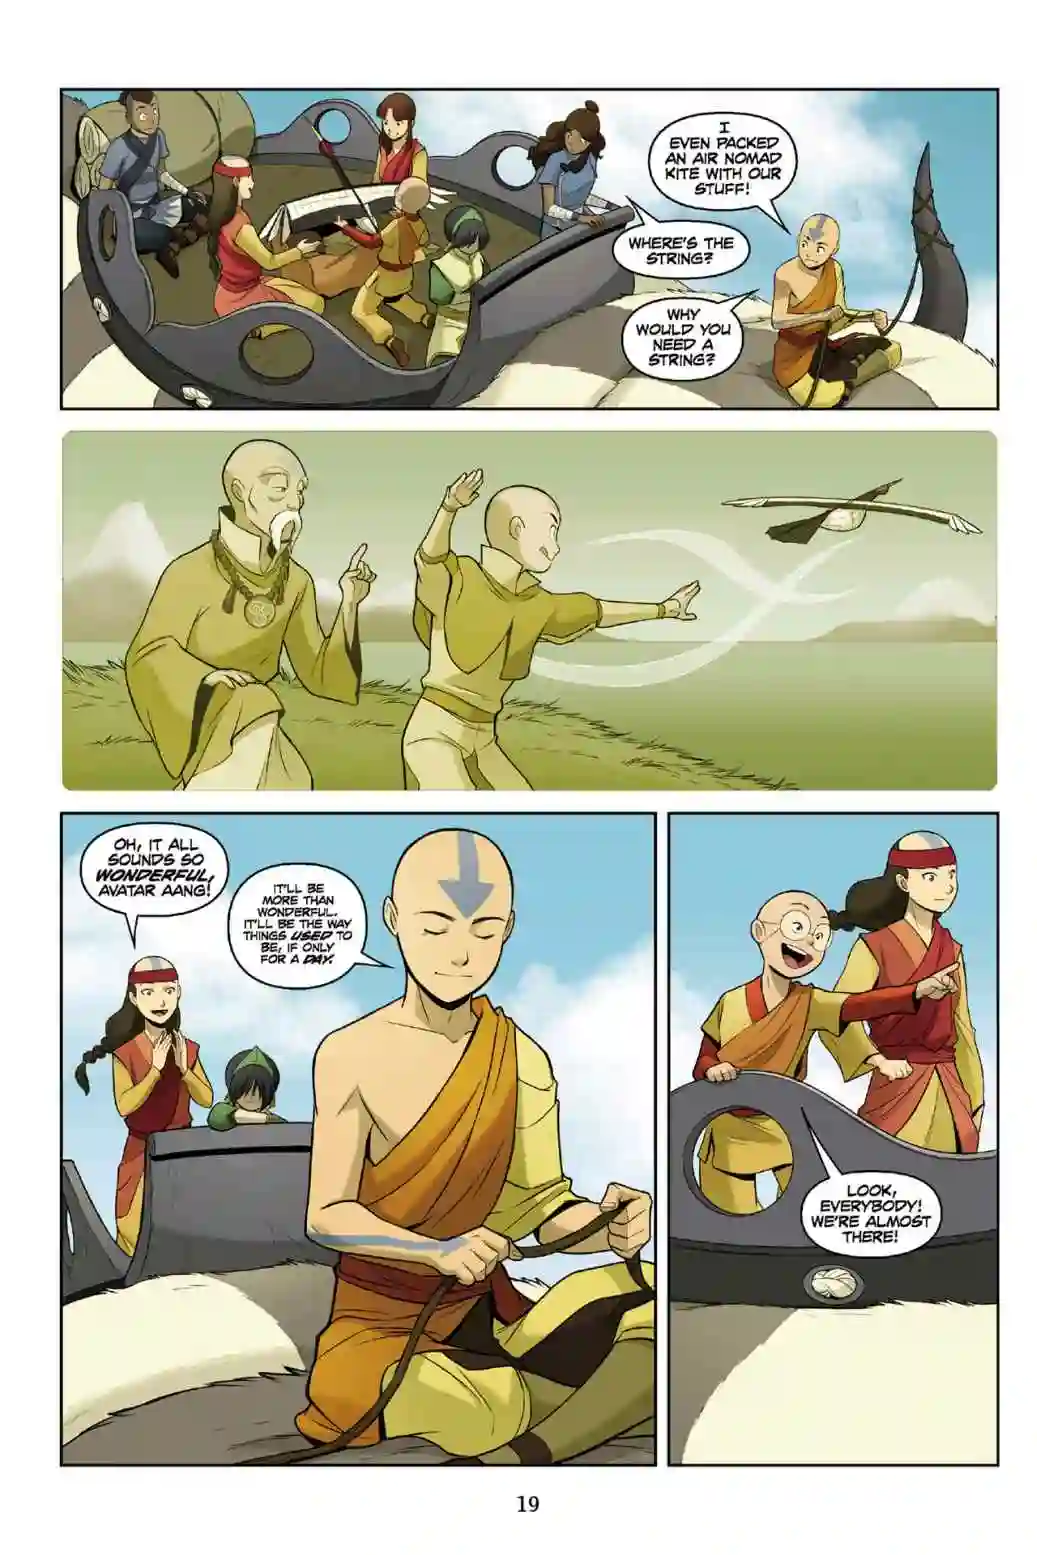 I
EVEN PACKED
AN AIR NOMAD
KITE WITH OUR
STUFF!
WHERE'S THE
STRING?
WHY
WOULD YOU
NEED A
STRING?
OH, IT ALL
SOUNDS SO
WONDERFUL,
AVATAR AANG!
IT'LL BE
MORE THAN
WONDERFUL.
IT'LL BE THE WAY
THINGS USED TO
BE, IF ONLY
FOR A DAY.
LOOK,
EVERYBODY!
WE'RE ALMOST
THERE!
19